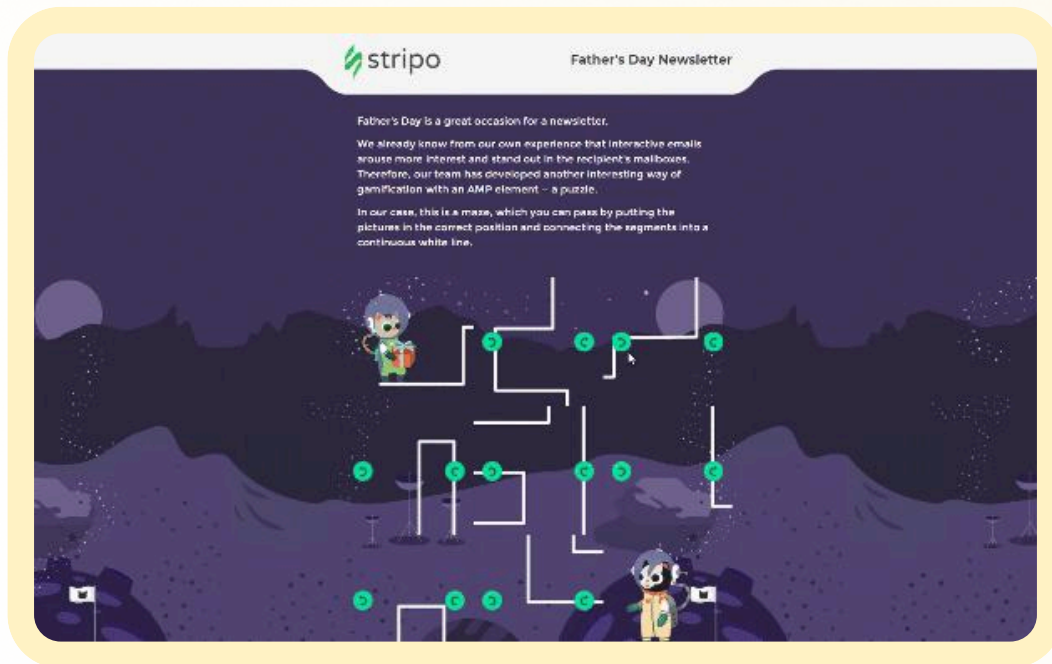 stripo
Father's Day Newsletter
Father's Day is a great occasion for a newsletter.
We already know from our own experience that interactive emails
arouse more interest and stand out in the recipient's mailboxes.
Therefore, our team has developed another interesting way of
gamification with an AMP element – a puzzle.
In our case, this is a maze, which you can pass by putting the
pictures in the correct position and connecting the segments into a
continuous white line.